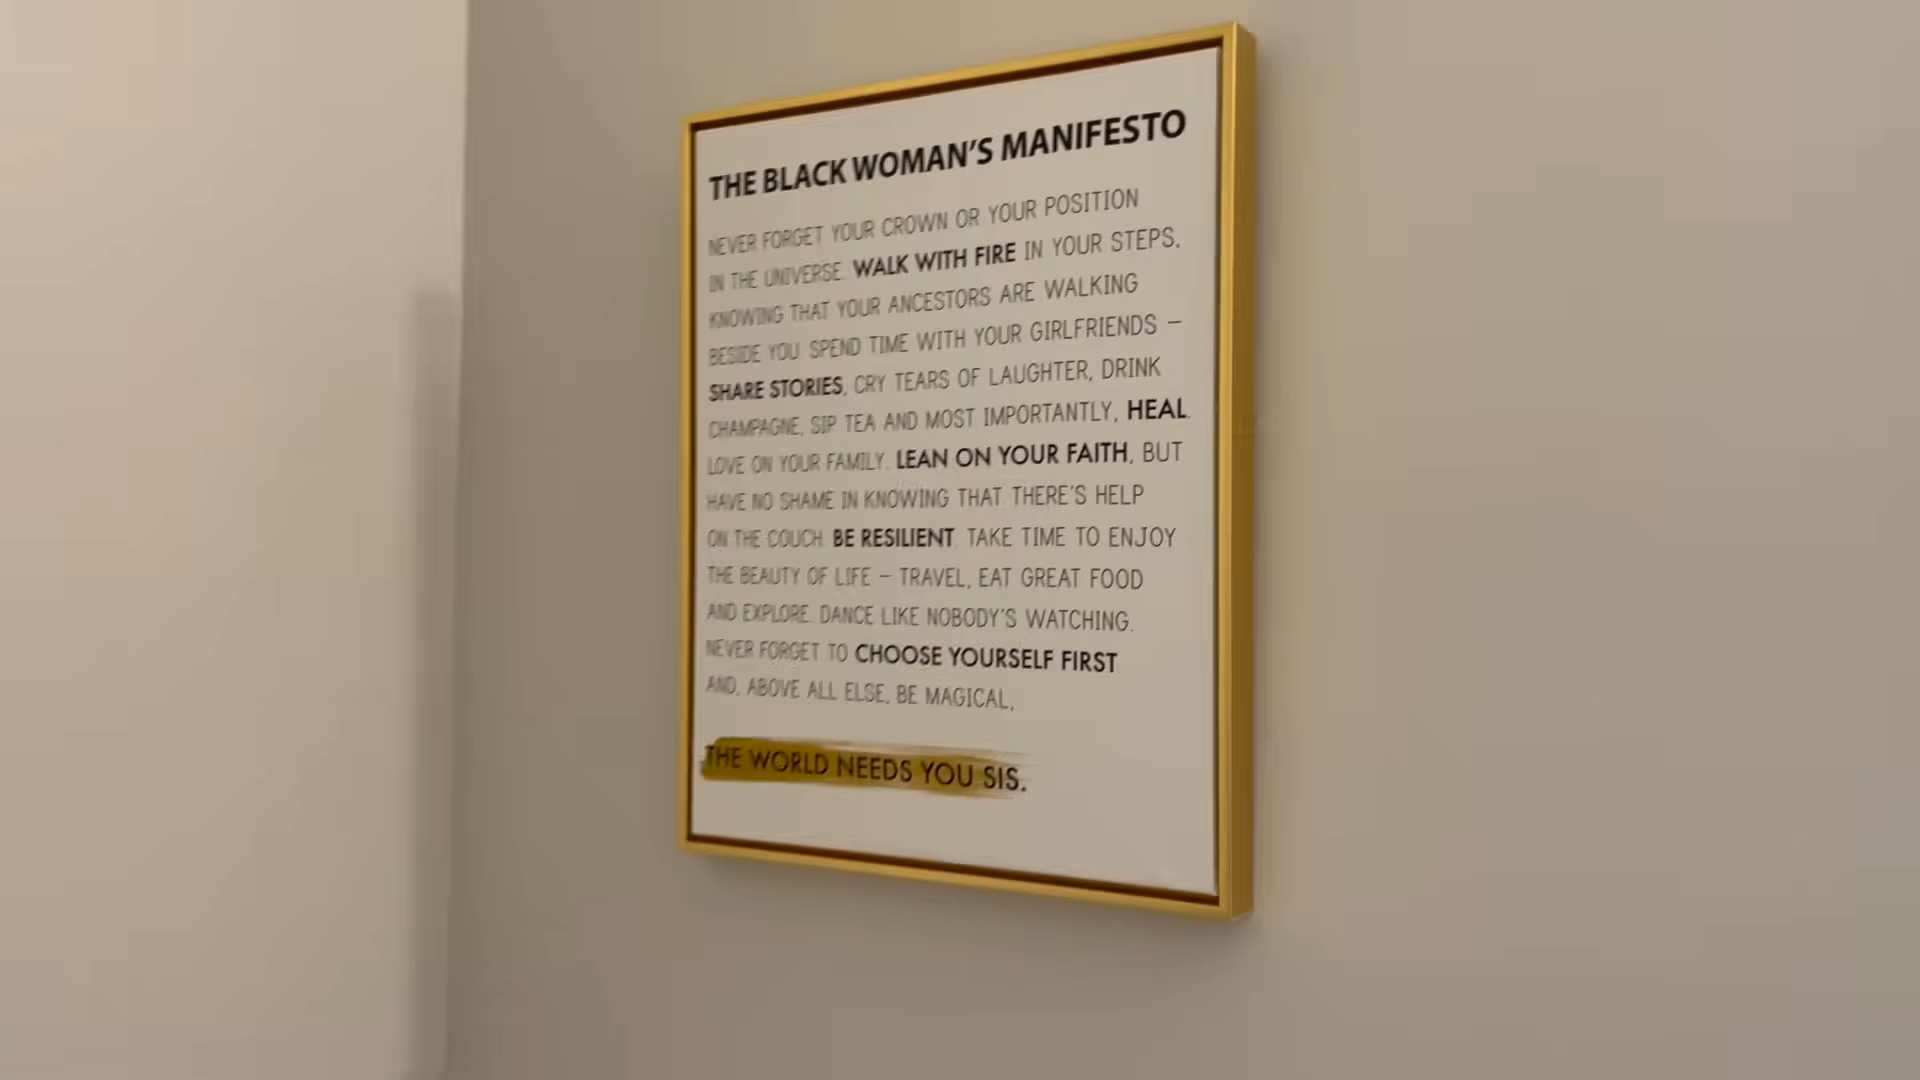 THE BLACK WOMAN'S MANIFESTO
NEVER FORGET YOUR CROWN OR YOUR POSITION
IN THE UNIVERSE. WALK WITH FIRE IN YOUR STEPS,
KNOWING THAT YOUR ANCESTORS ARE WALKING
BESIDE YOU. SPEND TIME WITH YOUR GIRLFRIENDS –
SHARE STORIES, CRY TEARS OF LAUGHTER, DRINK
CHAMPAGNE, SIP TEA AND MOST IMPORTANTLY, HEAL.
LOVE ON YOUR FAMILY. LEAN ON YOUR FAITH, BUT
HAVE NO SHAME IN KNOWING THAT THERE'S HELP
ON THE COUCH. BE RESILIENT. TAKE TIME TO ENJOY
THE BEAUTY OF LIFE – TRAVEL, EAT GREAT FOOD
AND EXPLORE. DANCE LIKE NOBODY'S WATCHING.
NEVER FORGET TO CHOOSE YOURSELF FIRST
AND, ABOVE ALL ELSE, BE MAGICAL,
THE WORLD NEEDS YOU SIS.